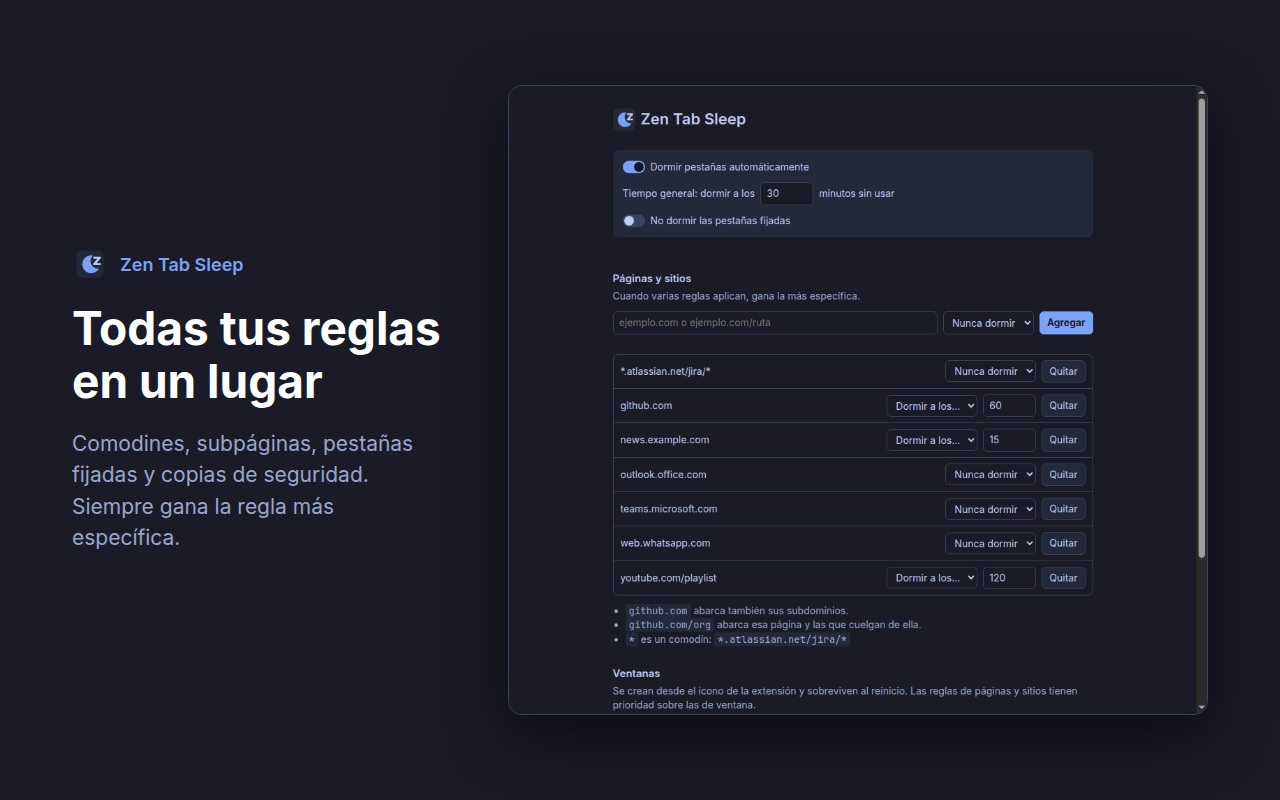 Zen Tab Sleep
Todas tus reglas
en un lugar
Comodines, subpáginas, pestañas
fijadas y copias de seguridad.
Siempre gana la regla más
específica.
Zen Tab Sleep
Dormir pestañas automáticamente
Tiempo general: dormir a los 30 minutos sin usar
No dormir las pestañas fijadas
Páginas y sitios
Cuando varias reglas aplican, gana la más específica.
ejemplo.com o ejemplo.com/ruta Nunca dormir Agregar
*.atlassian.net/jira/* Nunca dormir Quitar
github.com Dormir a los... 60 Quitar
news.example.com Dormir a los... 15 Quitar
outlook.office.com Nunca dormir Quitar
teams.microsoft.com Nunca dormir Quitar
web.whatsapp.com Nunca dormir Quitar
youtube.com/playlist Dormir a los... 120 Quitar
• github.com abarca también sus subdominios.
• github.com/org abarca esa página y las que cuelgan de ella.
• * es un comodín: *.atlassian.net/jira/*
Ventanas
Se crean desde el icono de la extensión y sobreviven al reinicio. Las reglas de páginas y sitios tienen
prioridad sobre las de ventana.